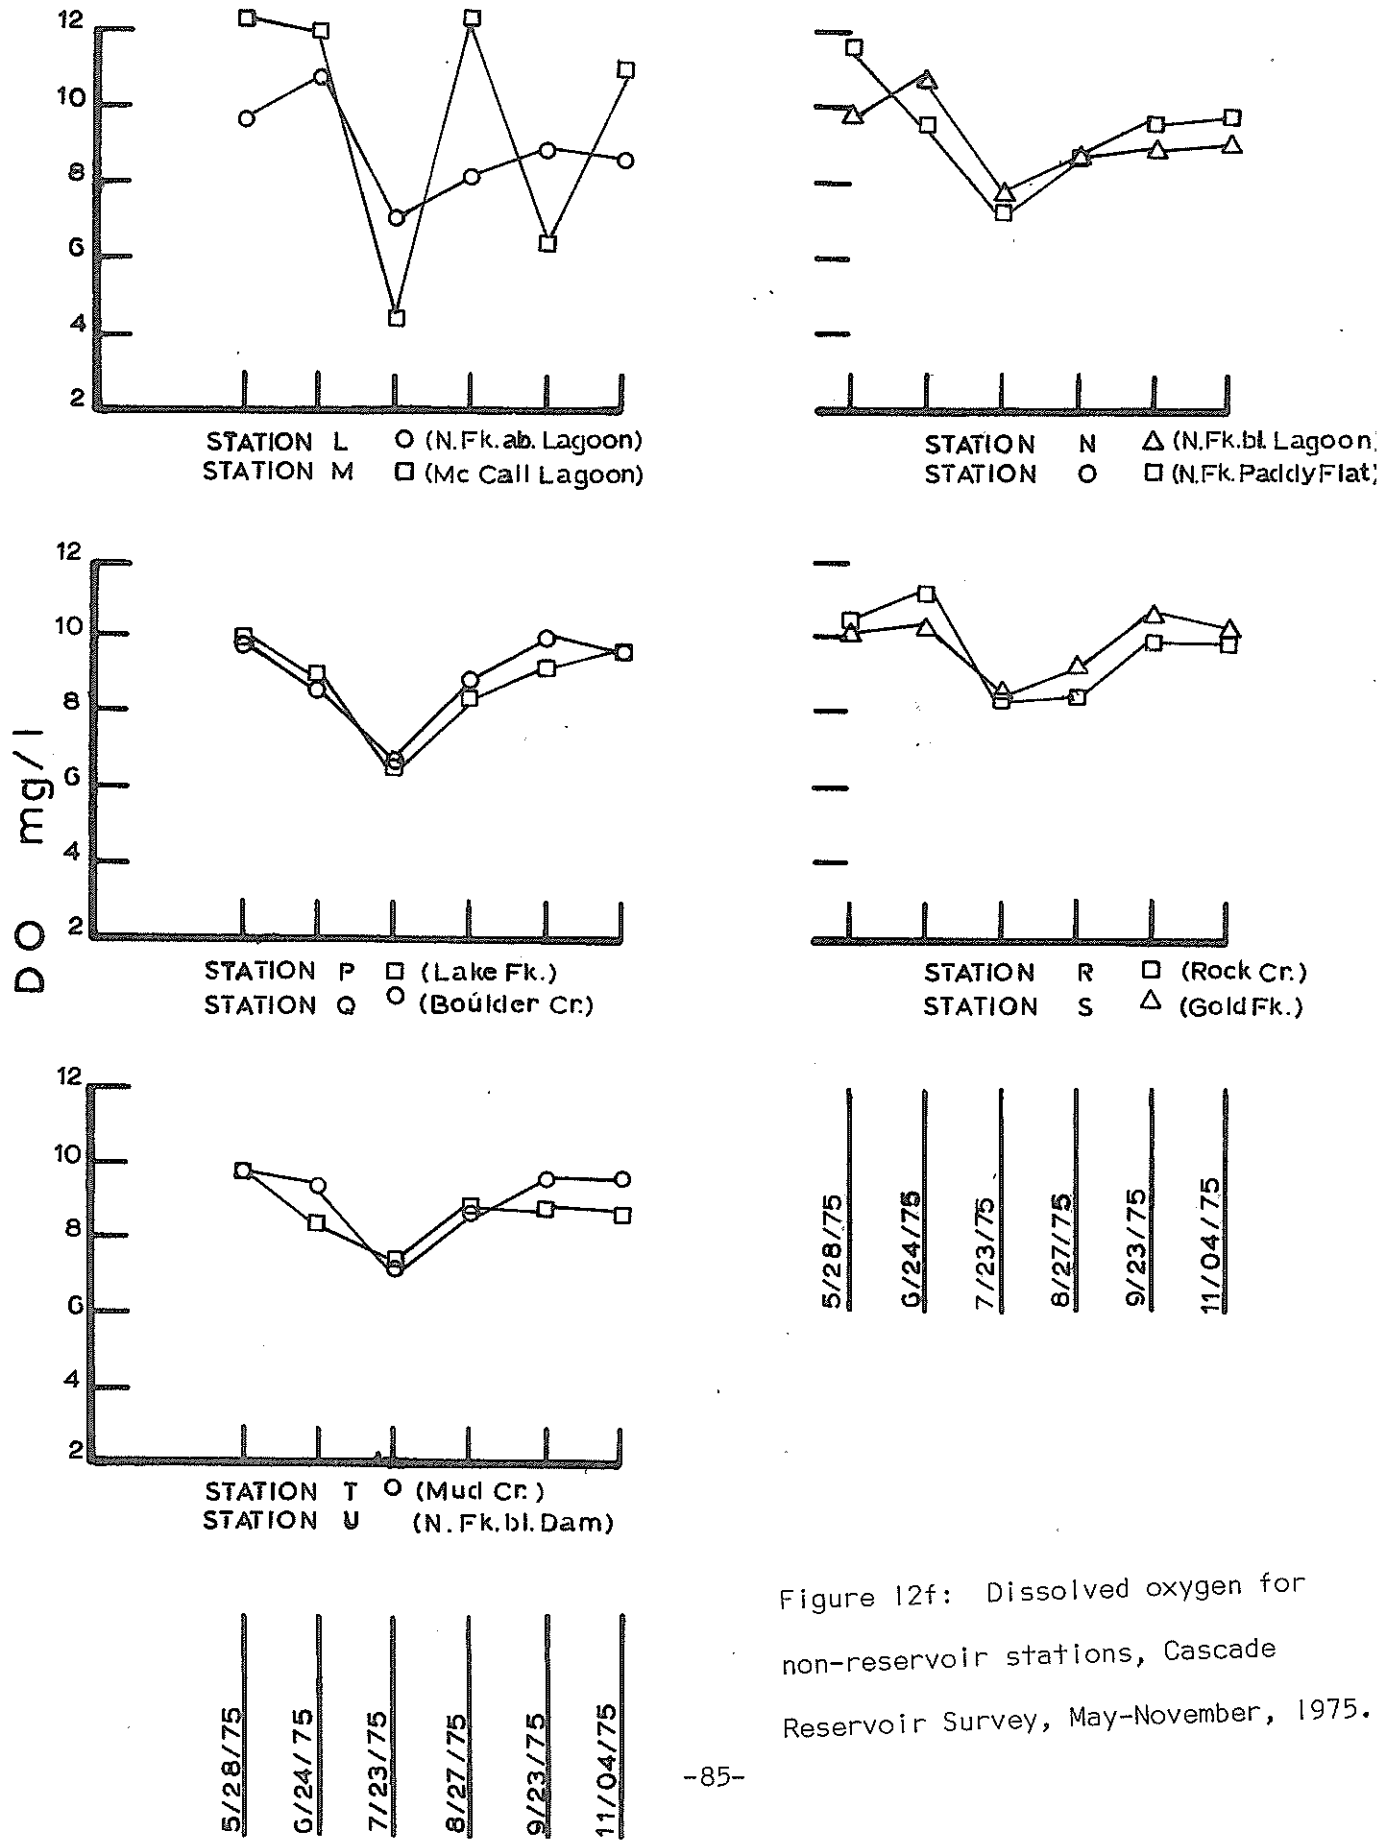 12
10
8
6
4
2
STATION L ○ (N.Fk.ab. Lagoon)
STATION M □ (Mc Call Lagoon)
STATION N △ (N.Fk.bl. Lagoon)
STATION O □ (N.Fk. Paddy Flat)
DO mg/l
12
10
8
6
4
2
STATION P □ (Lake Fk.)
STATION Q ○ (Boulder Cr.)
STATION R □ (Rock Cr.)
STATION S △ (Gold Fk.)
12
10
8
6
4
2
STATION T ○ (Mud Cr.)
STATION U (N. Fk. bl. Dam)
5/28/75
6/24/75
7/23/75
8/27/75
9/23/75
11/04/75
5/28/75
6/24/75
7/23/75
8/27/75
9/23/75
11/04/75
Figure 12f: Dissolved oxygen for
non-reservoir stations, Cascade
Reservoir Survey, May-November, 1975.
-85-